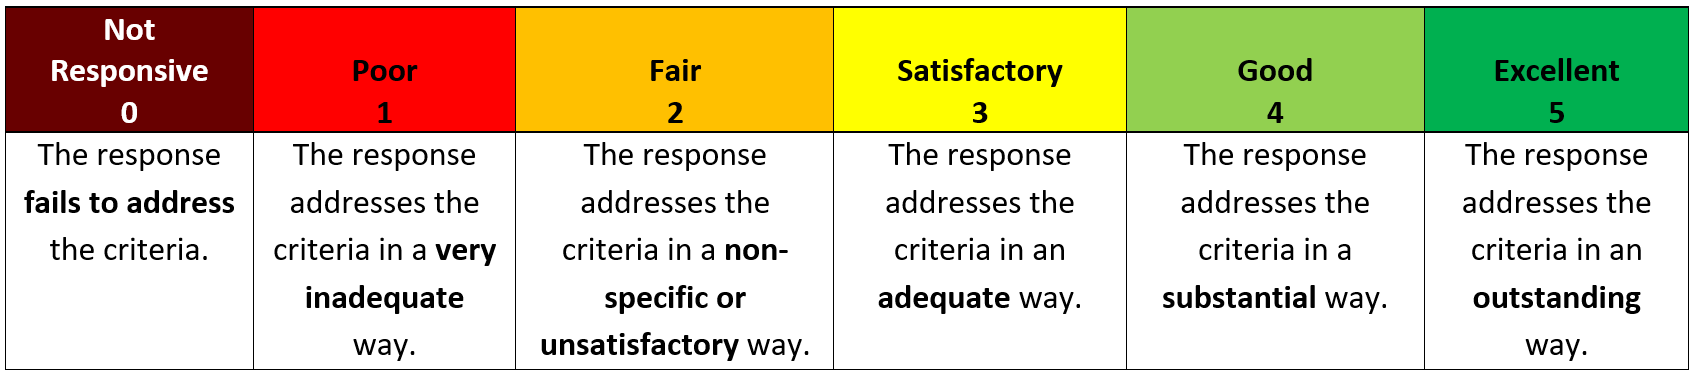 Not
Responsive
0
Poor
1
Fair
2
Satisfactory
3
Good
4
Excellent
5
The response
fails to address
the criteria.
The response
addresses the
criteria in a very
inadequate
way.
The response
addresses the
criteria in a non-
specific or
unsatisfactory way.
The response
addresses the
criteria in an
adequate way.
The response
addresses the
criteria in a
substantial way.
The response
addresses the
criteria in an
outstanding
way.